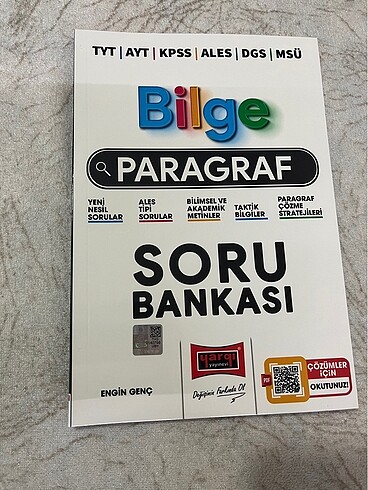 TYT | AYT | KPSS | ALES | DGS | MSÜ
Bilge
PARAGRAF
YENİ NESİL SORULAR
ALES TİPİ SORULAR
BİLİMSEL VE AKADEMİK METİNLER
TAKTİK BİLGİLER
PARAGRAF ÇÖZME STRATEJİLERİ
SORU
BANKASI
yargı
yayınevi
Değişimin Farkında Ol
ENGİN GENÇ
PDF
ÇÖZÜMLER
İÇİN
OKUTUNUZ!